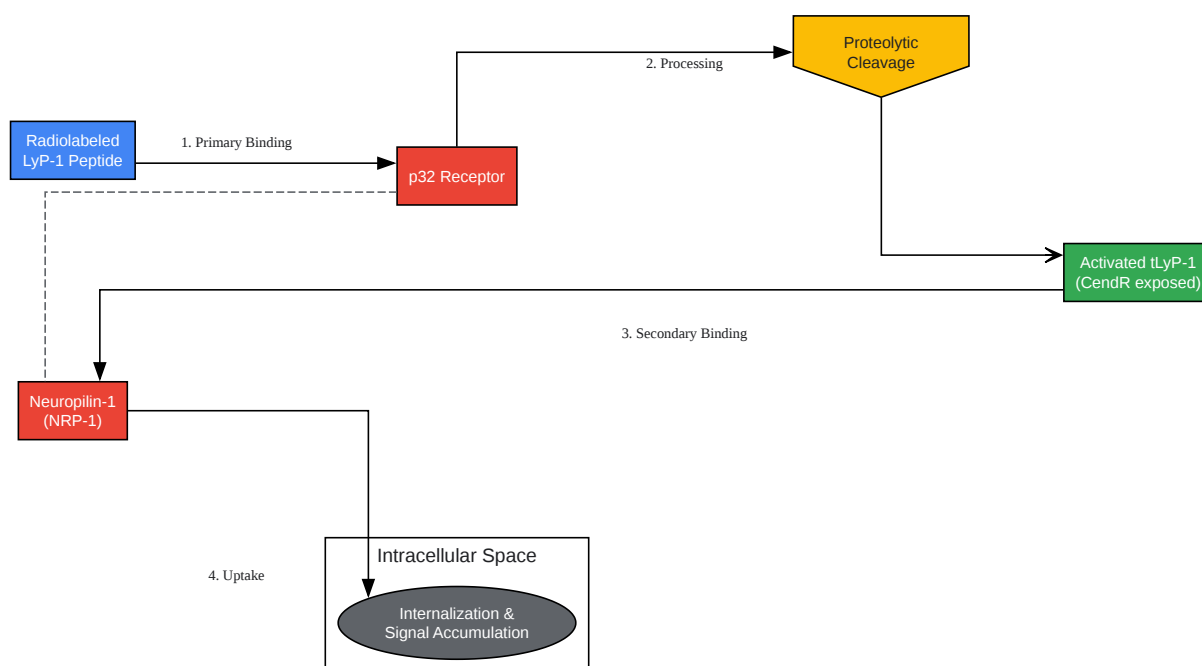 Proteolytic
Cleavage
2. Processing
Radiolabeled
LyP-1 Peptide
1. Primary Binding
p32 Receptor
Activated tLyP-1
(CendR exposed)
3. Secondary Binding
Neuropilin-1
(NRP-1)
Intracellular Space
4. Uptake
Internalization &
Signal Accumulation